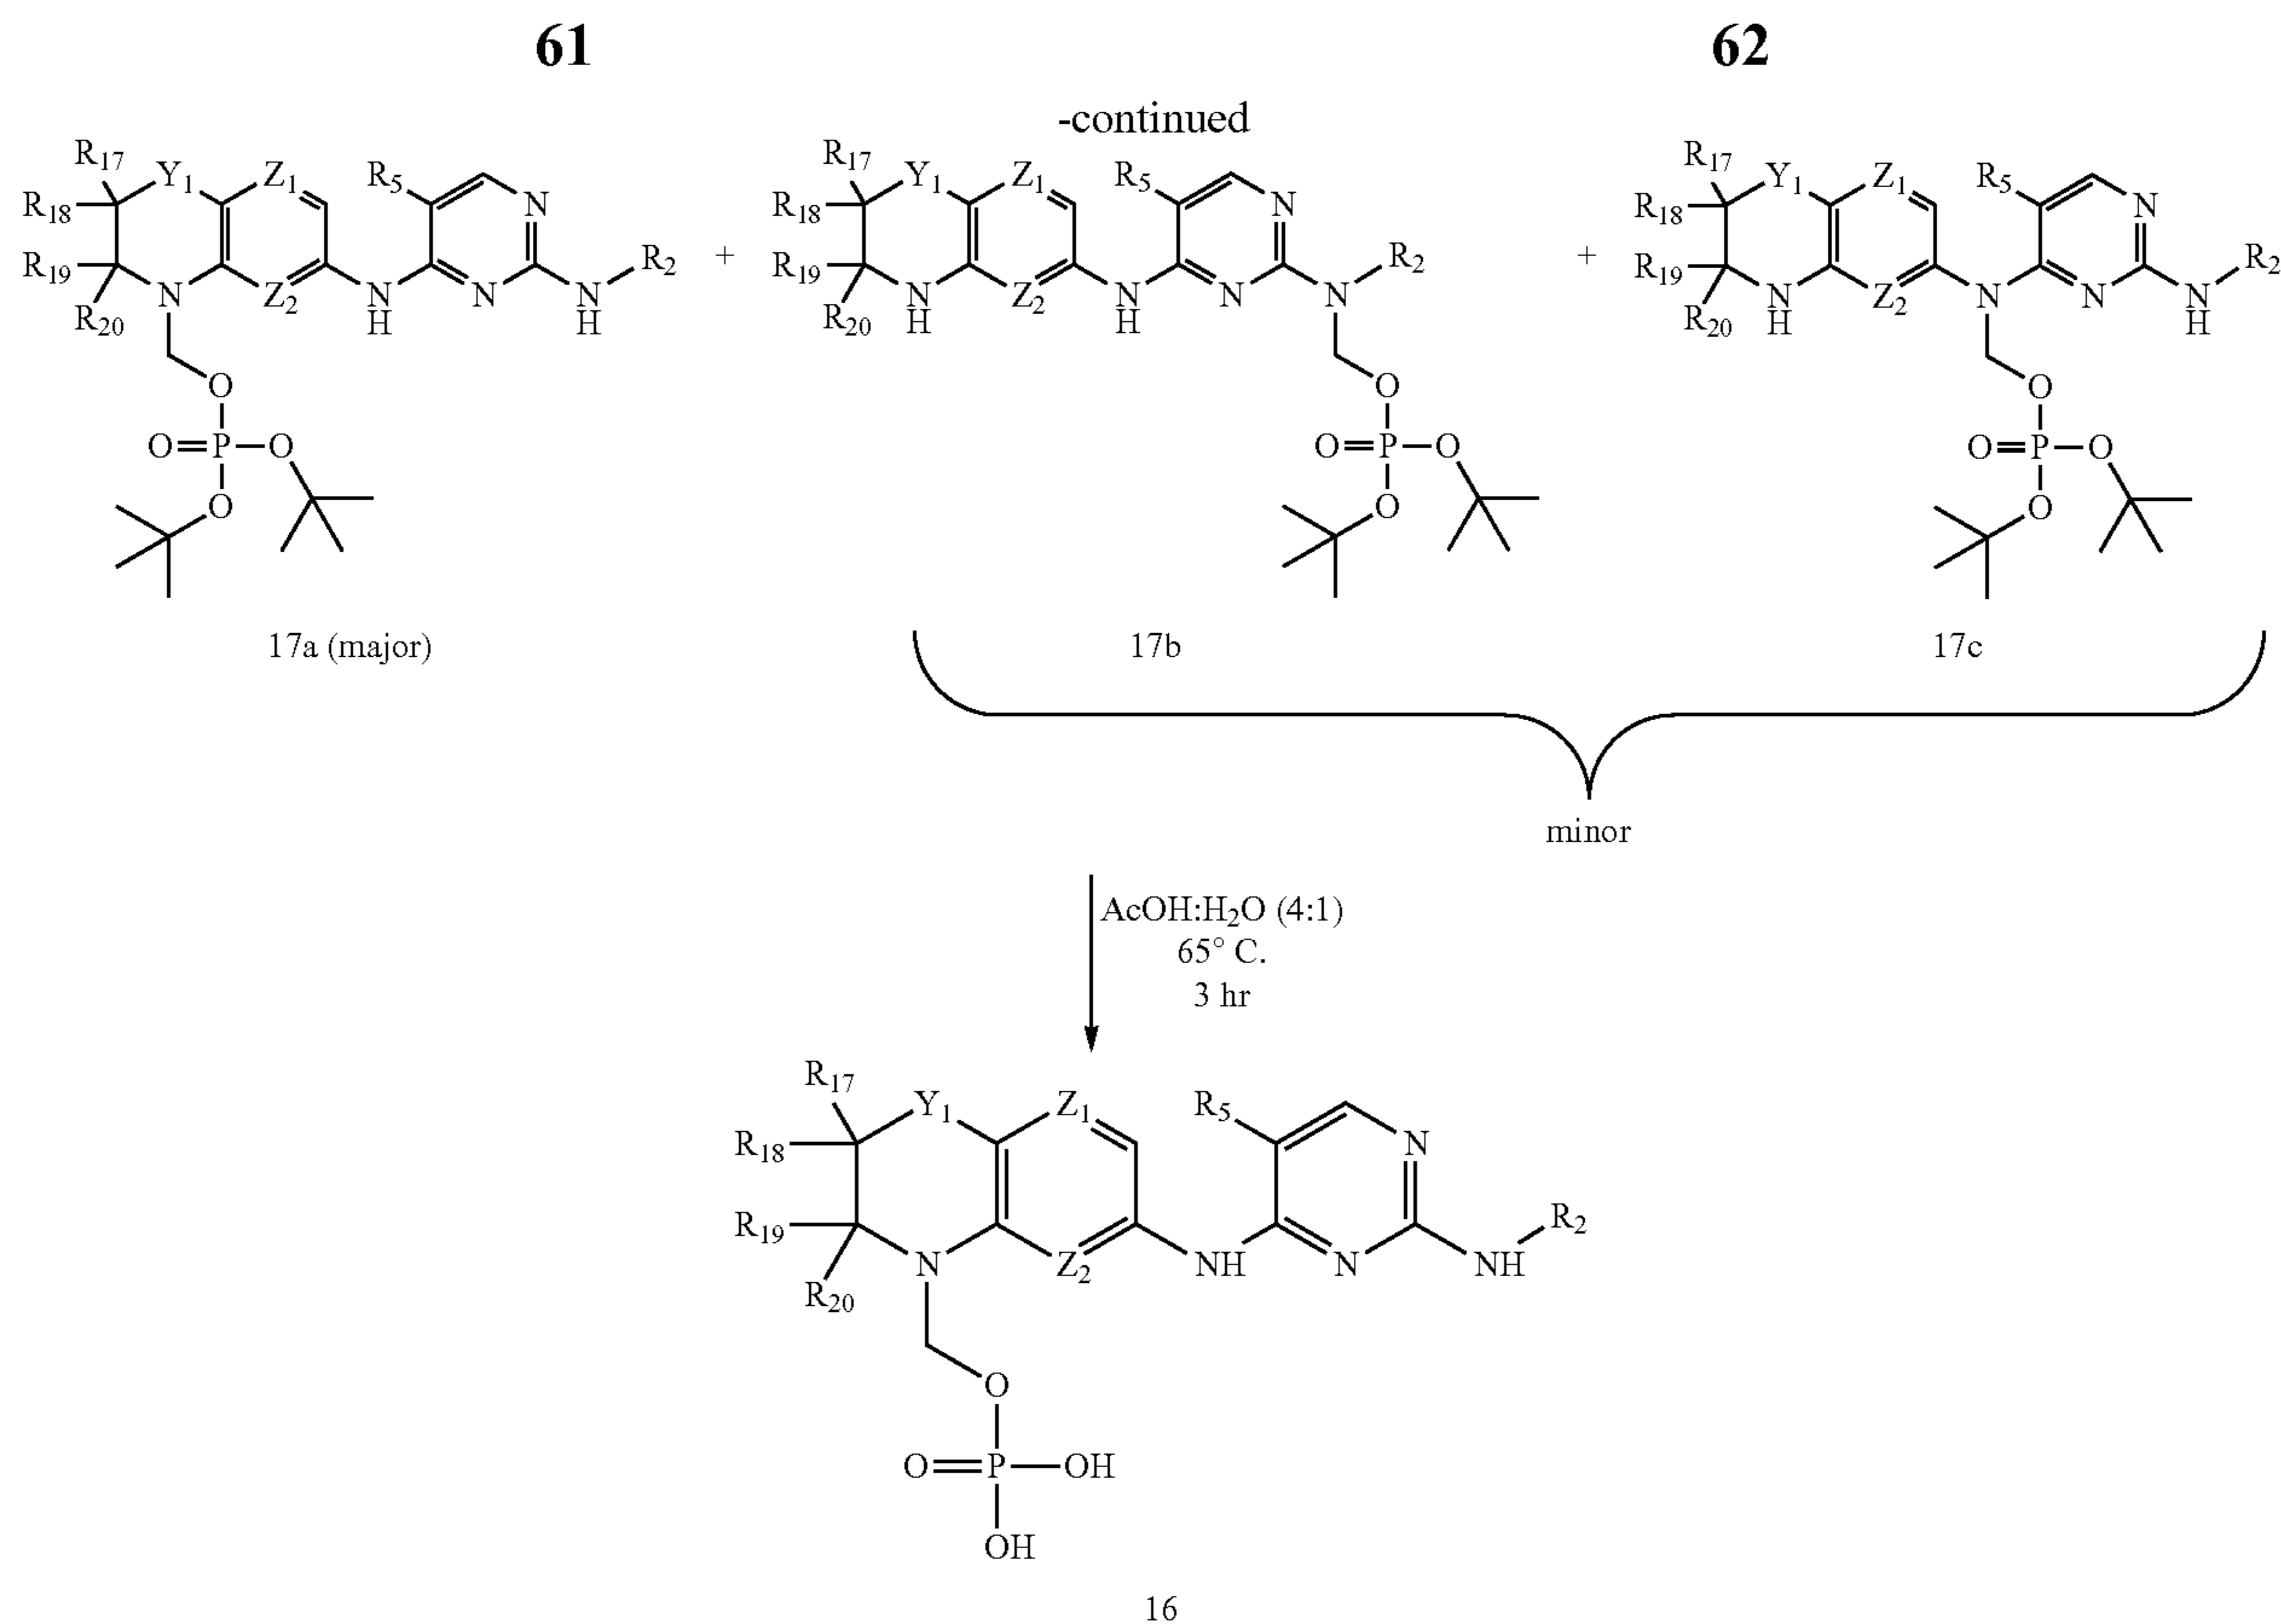 61 62
-continued
R17 Y1 Z1 R5 N R17 Y1 Z1 R5 N R17 Y1 Z1 R5 N
R18 R18 R18
R19 R2 + R19 R2 + R19 R2
R20 N Z2 N H N N H R20 N H Z2 N H N N R20 N H Z2 N N N H
O O O
O=P—O O=P—O O=P—O
O O O
17a (major) 17b 17c
minor
AcOH:H2O (4:1)
65° C.
3 hr
R17 Y1 Z1 R5
R18 N
R19 R2
R20 N Z2 NH N NH
O
O=P—OH
OH
16